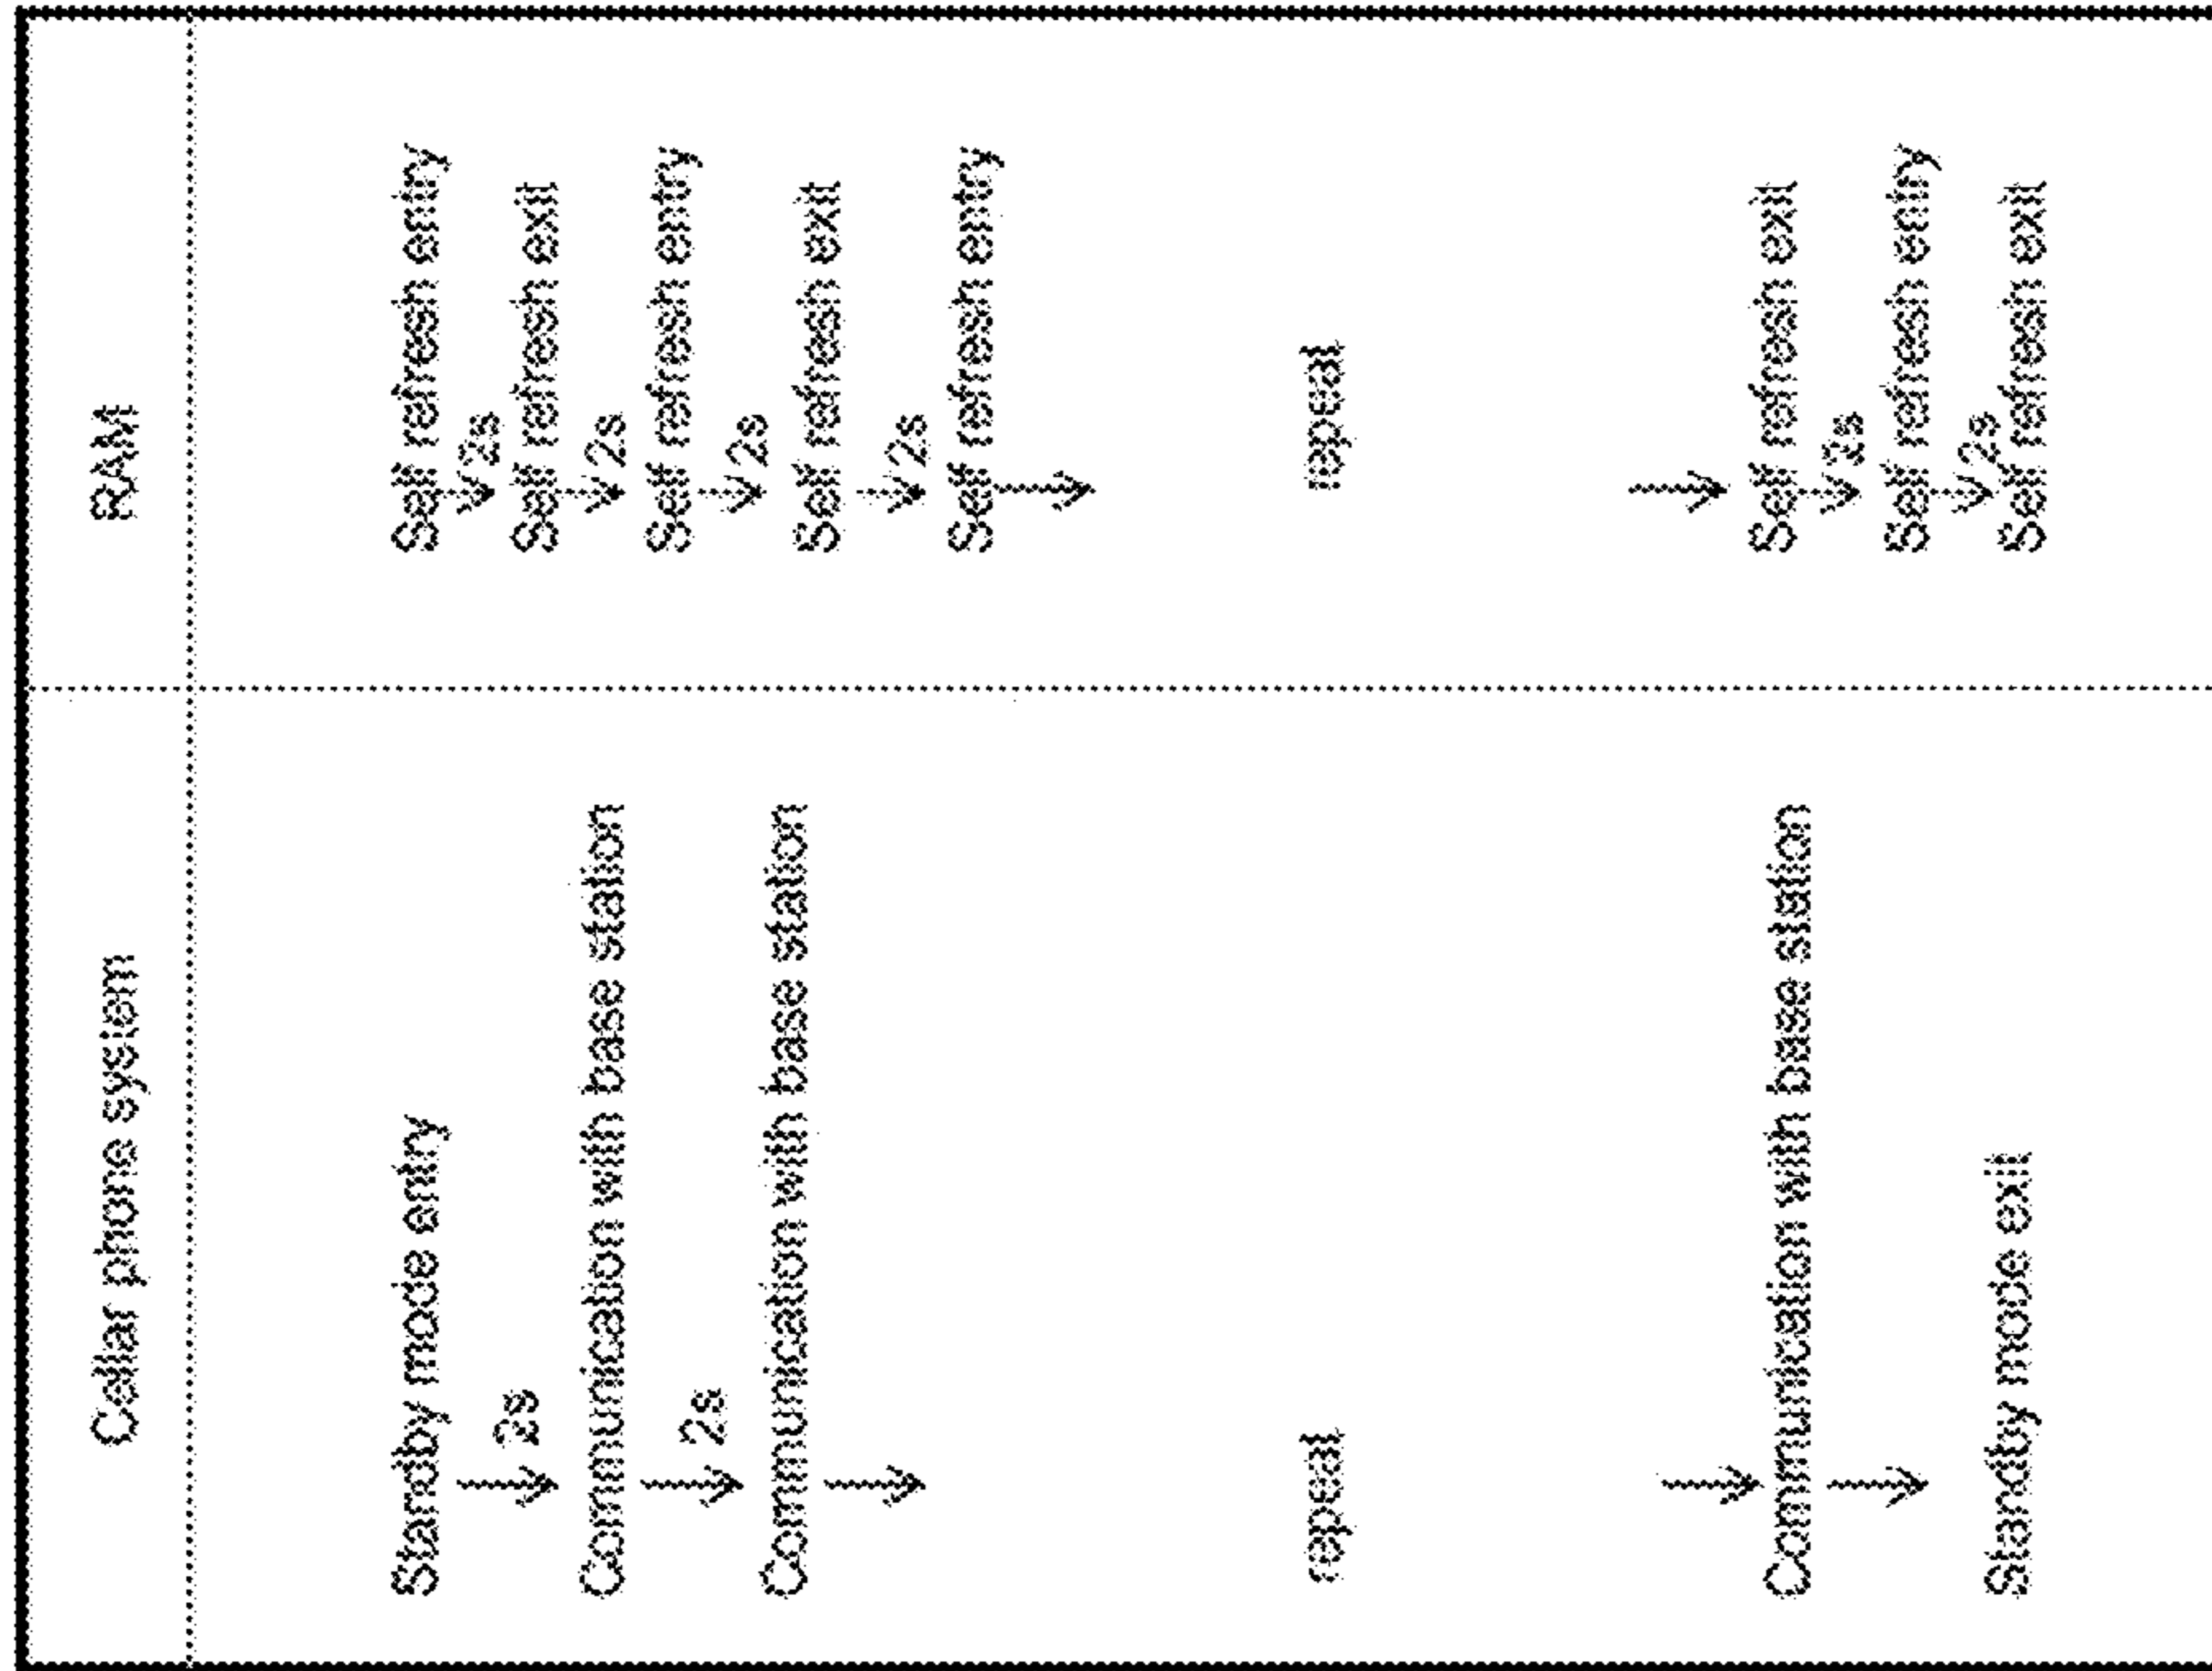 Cellar phone system
Standby mode entry
2s
Communication with base station
2s
Communication with base station
repeat
Communication with base station
Standby mode exit
RAM
Self refresh entry
2s
Self refresh exit
2s
Self refresh entry
2s
Self refresh exit
2s
Self refresh entry
repeat
Self refresh exit
2s
Self refresh entry
2s
Self refresh exit